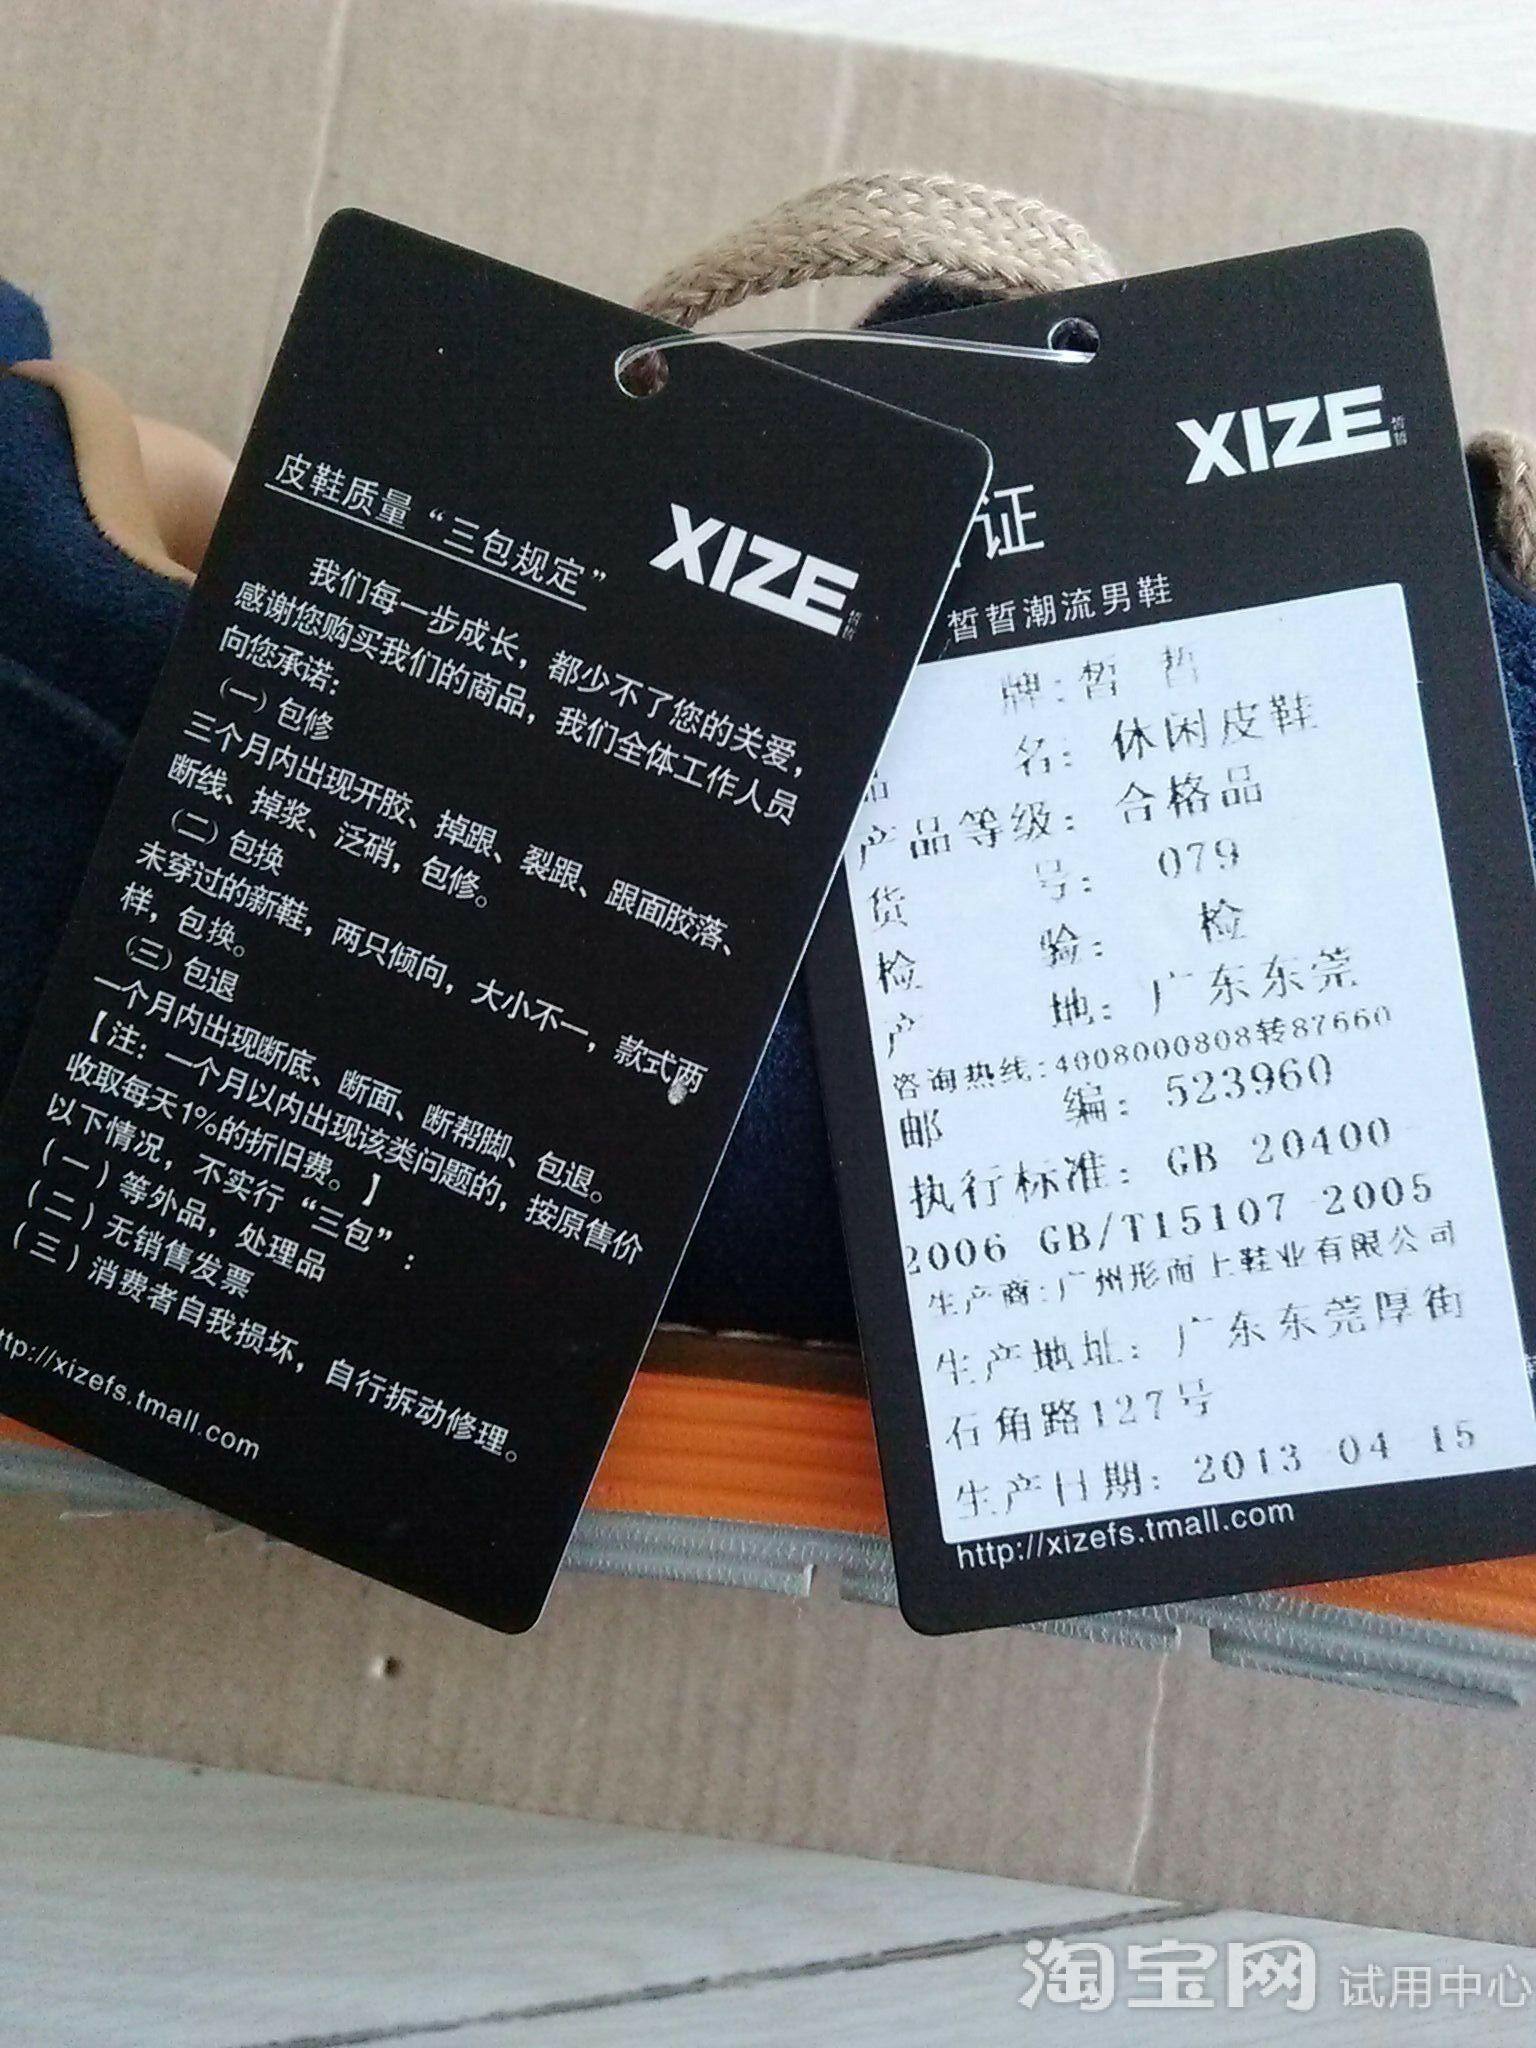 XIZE
皙哲
皮鞋质量“三包规定”
我们每一步成长，都少不了您的关爱，
感谢您购买我们的商品，我们全体工作人员
向您承诺：
（一）包修
三个月内出现开胶、掉跟、裂跟、跟面胶落、
断线、掉浆、泛硝，包修。
（二）包换
未穿过的新鞋，两只倾向，大小不一，款式两
样，包换。
（三）包退
一个月内出现断底、断面、断帮脚、包退。
【注：一个月以内出现该类问题的，按原售价
收取每天1%的折旧费。】
以下情况，不实行“三包”：
（一）等外品，处理品
（二）无销售发票
（三）消费者自我损坏，自行拆动修理。
ttp://xizefs.tmall.com
XIZE
皙哲
证
皙哲潮流男鞋
牌：皙哲
品名：休闲皮鞋
产品等级：合格品
货号：079
检验：检
产地：广东东莞
咨询热线：4008000808转87660
邮编：523960
执行标准：GB 20400-
2006 GB/T15107-2005
生产商：广州形而上鞋业有限公司
生产地址：广东东莞厚街
石角路127号
生产日期：2013-04-15
http://xizefs.tmall.com
淘宝网 试用中心